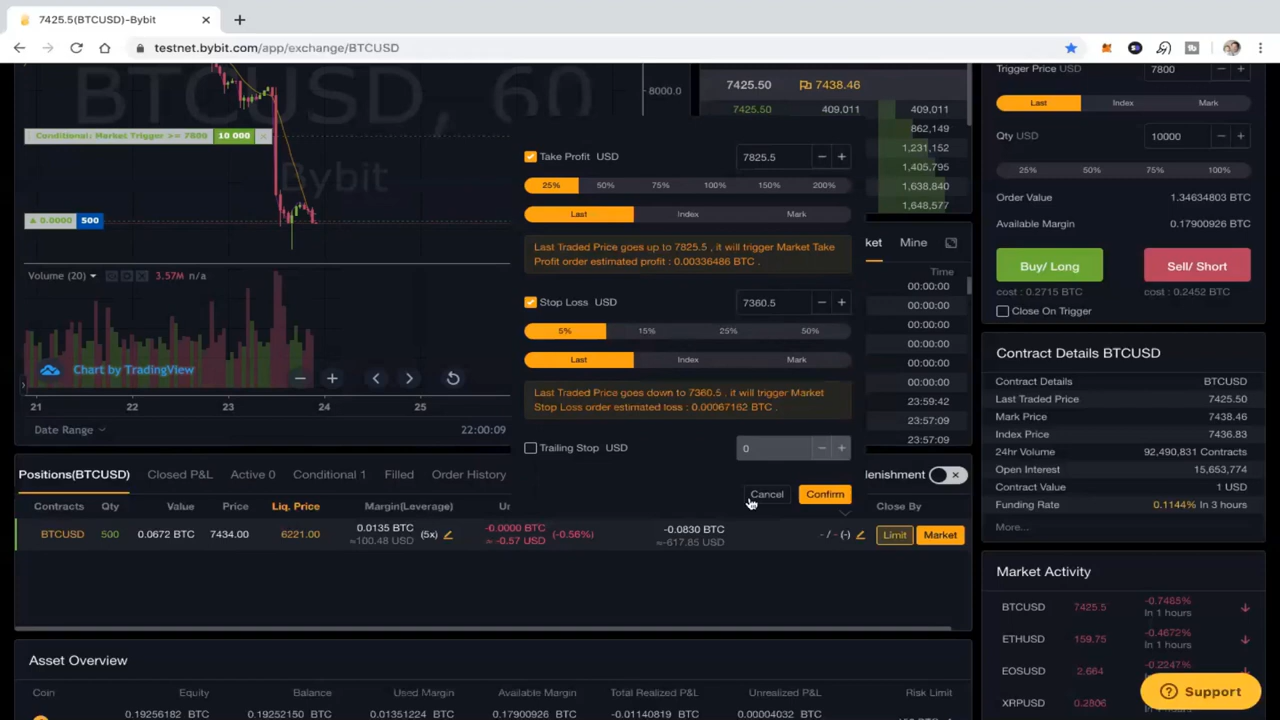 7425.5(BTCUSD)-Bybit
testnet.bybit.com/app/exchange/BTCUSD
BTCUSD, 60
Bybit
8000.0
Conditional: Market Trigger >= 7800 10 000
0.0000 500
Volume (20) 3.57M n/a
Chart by TradingView
21 22 23 24 25
Date Range 22:00:09
7425.50 7438.46
7425.50 409.011 409.011
862,149
1,231,152
1,405,795
1,638,840
1,648,577
Take Profit USD 7825.5
25% 50% 75% 100% 150% 200%
Last Index Mark
Last Traded Price goes up to 7825.5 , it will trigger Market Take
Profit order estimated profit : 0.00336486 BTC .
Stop Loss USD 7360.5
5% 15% 25% 50%
Last Index Mark
Last Traded Price goes down to 7360.5 , it will trigger Market
Stop Loss order estimated loss : 0.00067162 BTC .
Trailing Stop USD 0
Cancel Confirm
ket Mine
Time
00:00:00
00:00:00
00:00:00
00:00:00
00:00:00
00:00:00
23:59:42
23:57:09
23:57:09
Trigger Price USD 7800
Last Index Mark
Qty USD 10000
25% 50% 75% 100%
Order Value 1.34634803 BTC
Available Margin 0.17900926 BTC
Buy/ Long Sell/ Short
cost : 0.2715 BTC cost : 0.2452 BTC
Close On Trigger
Contract Details BTCUSD
Contract Details BTCUSD
Last Traded Price 7425.50
Mark Price 7438.46
Index Price 7436.83
24hr Volume 92,490,831 Contracts
Open Interest 15,653,774
Contract Value 1 USD
Funding Rate 0.1144% In 3 hours
More...
Market Activity
BTCUSD 7425.5 -0.7485% In 1 hours
ETHUSD 159.75 -0.4672% In 1 hours
EOSUSD 2.664 -0.2247%
XRPUSD 0.2806
Support
Positions(BTCUSD) Closed P&L Active 0 Conditional 1 Filled Order History lenishment
Contracts Qty Value Price Liq. Price Margin(Leverage) Ur Close By
BTCUSD 500 0.0672 BTC 7434.00 6221.00 0.0135 BTC ≈100.48 USD (5x) -0.0000 BTC ≈ -0.57 USD (-0.56%) -0.0830 BTC ≈-617.85 USD - / - (-) Limit Market
Asset Overview
Coin Equity Balance Used Margin Available Margin Total Realized P&L Unrealized P&L Risk Limit
0.19256182 BTC 0.19252150 BTC 0.01351224 BTC 0.17900926 BTC -0.01140819 BTC 0.00004032 BTC